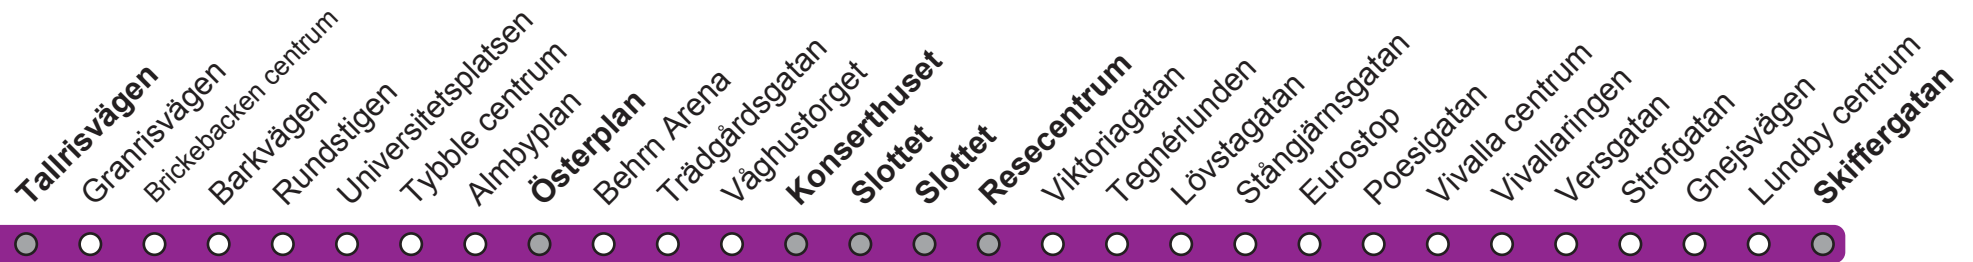 Tallrisvägen
Granrisvägen
Brickebacken centrum
Barkvägen
Rundstigen
Universitetsplatsen
Tybble centrum
Almbyplan
Österplan
Behrn Arena
Trädgårdsgatan
Våghustorget
Konserthuset
Slottet
Slottet
Resecentrum
Viktoriagatan
Tegnérlunden
Lövstagatan
Stångjärnsgatan
Eurostop
Poesigatan
Vivalla centrum
Vivallaringen
Versgatan
Strofgatan
Gnejsvägen
Lundby centrum
Skiffergatan